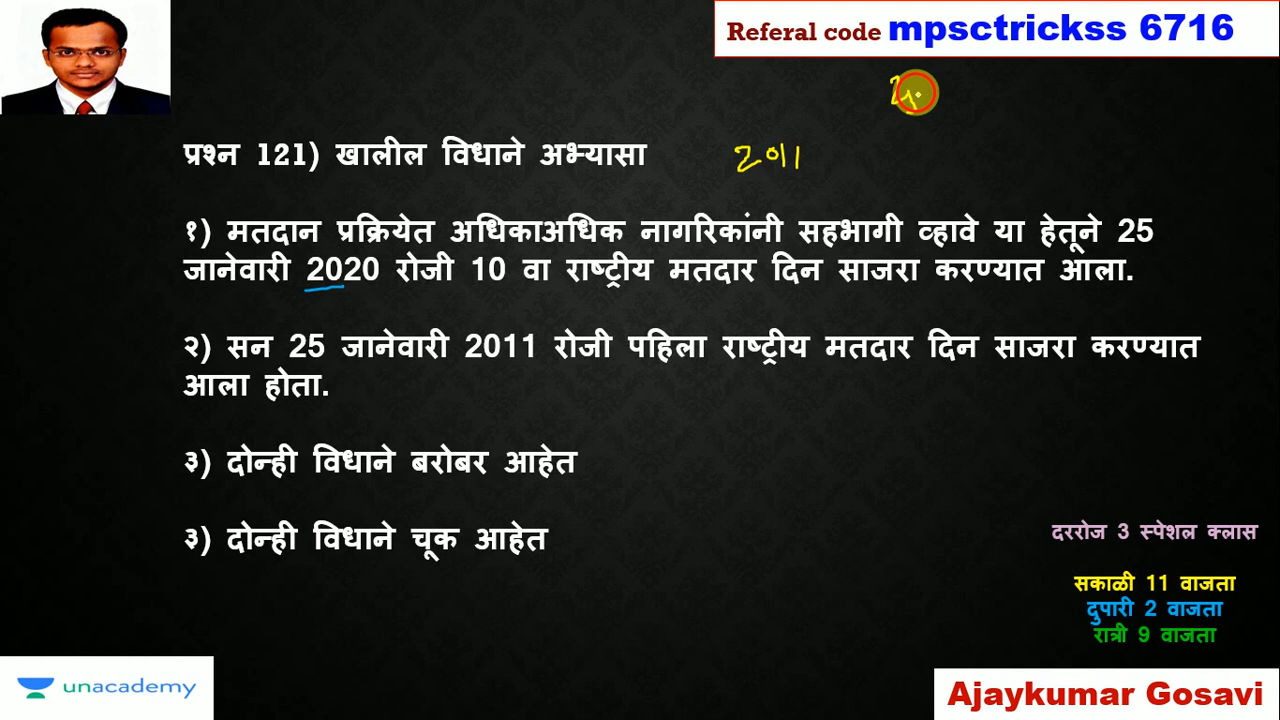 Referal code mpsctrickss 6716
प्रश्न 121) खालील विधाने अभ्यासा 2011
१) मतदान प्रक्रियेत अधिकाअधिक नागरिकांनी सहभागी व्हावे या हेतूने 25
जानेवारी 2020 रोजी 10 वा राष्ट्रीय मतदार दिन साजरा करण्यात आला.
२) सन 25 जानेवारी 2011 रोजी पहिला राष्ट्रीय मतदार दिन साजरा करण्यात
आला होता.
३) दोन्ही विधाने बरोबर आहेत
३) दोन्ही विधाने चूक आहेत
दररोज 3 स्पेशल क्लास
सकाळी 11 वाजता
दुपारी 2 वाजता
रात्री 9 वाजता
unacademy
Ajaykumar Gosavi